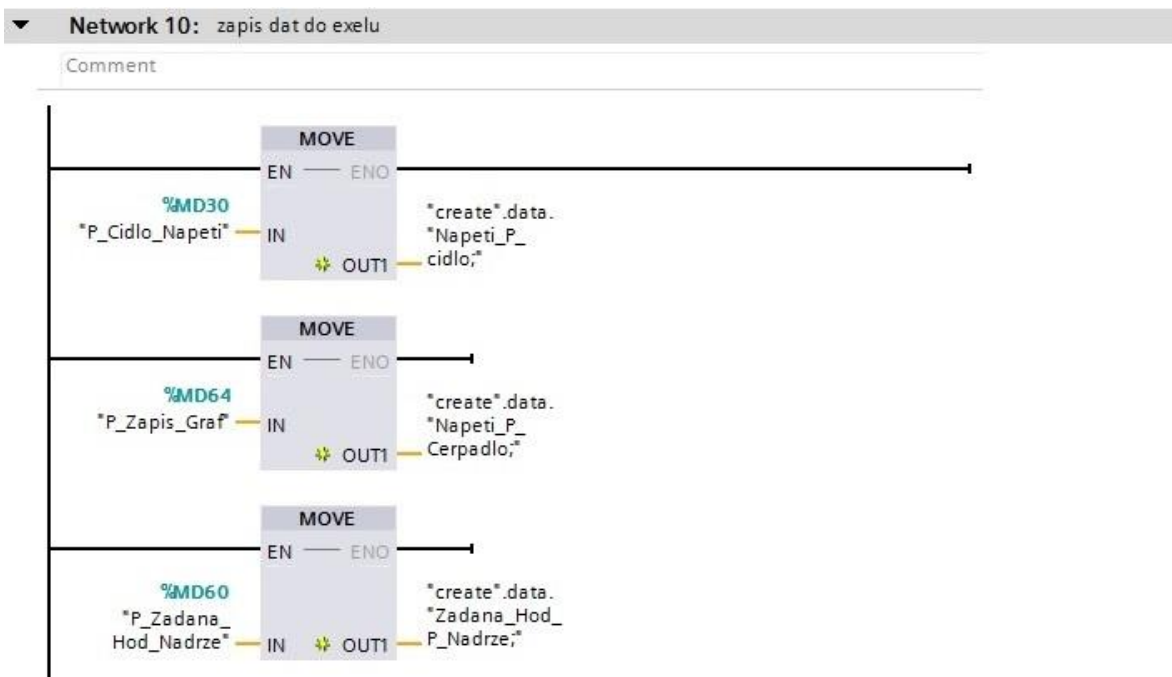 Network 10: zapis dat do exelu
Comment
MOVE
EN ENO
%MD30
"P_Cidlo_Napeti" IN
OUT1
"create".data.
"Napeti_P_
cidlo;"
MOVE
EN ENO
%MD64
"P_Zapis_Graf" IN
OUT1
"create".data.
"Napeti_P_
Cerpadlo;"
MOVE
EN ENO
%MD60
"P_Zadana_
Hod_Nadrze" IN OUT1
"create".data.
"Zadana_Hod_
P_Nadrze;"